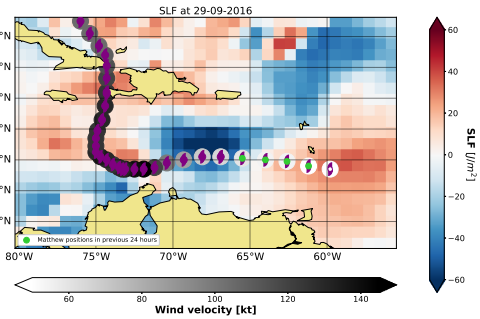 SLF at 29-09-2016
°N
°N
°N
°N
°N
°N
°N
Matthew positions in previous 24 hours
80°W 75°W 70°W 65°W 60°W
60
40
20
0
−20
−40
−60
SLF [J/m²]
60 80 100 120 140
Wind velocity [kt]